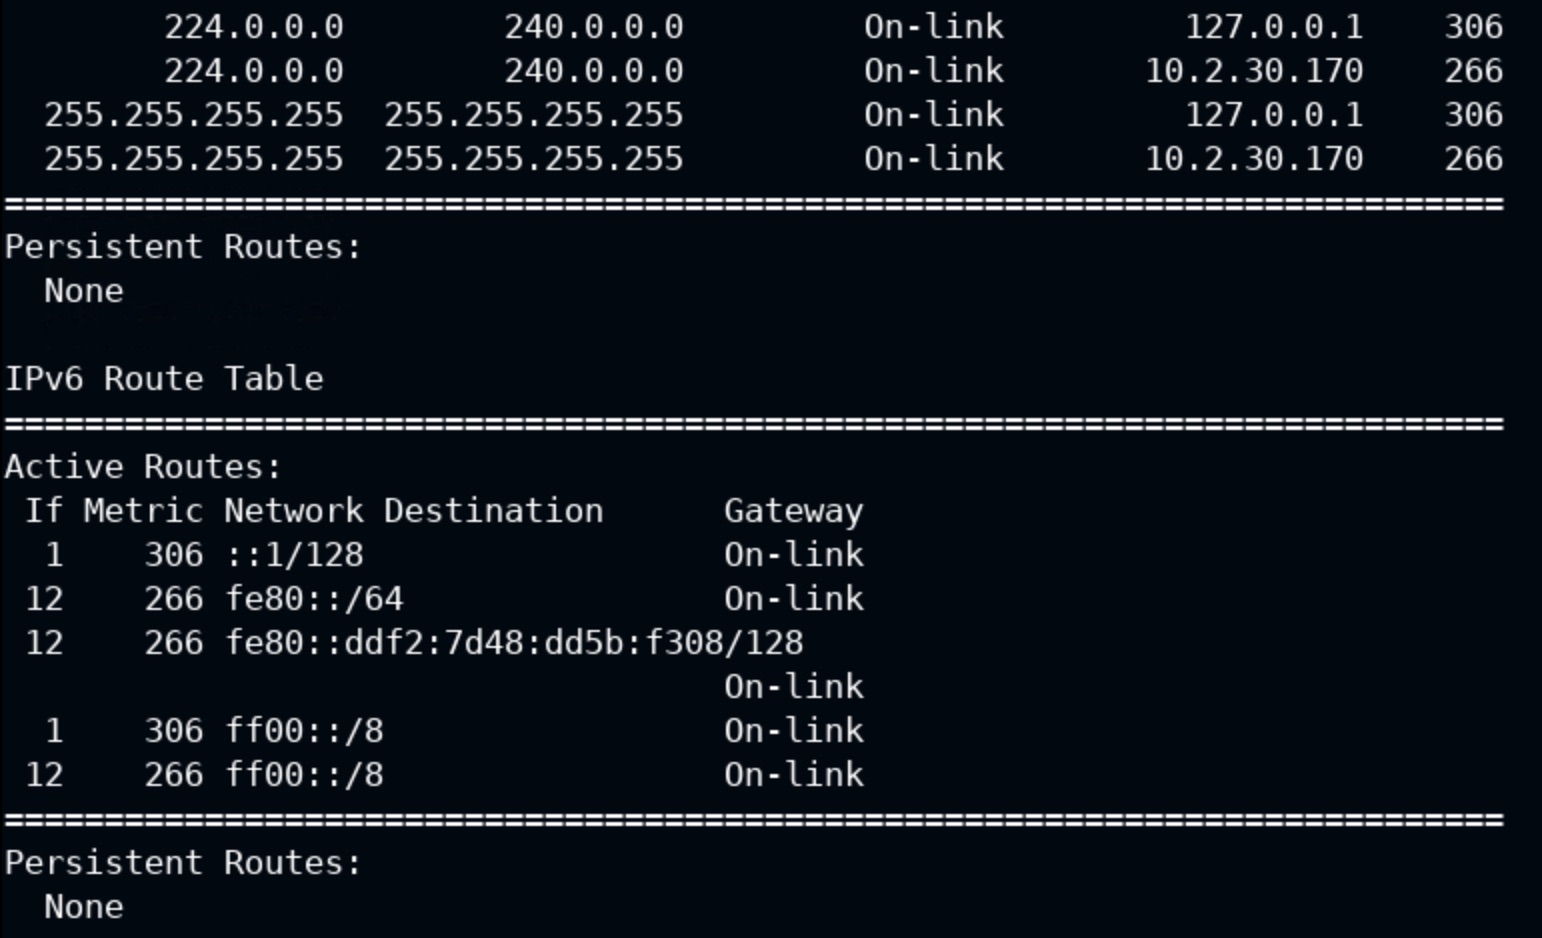 224.0.0.0 240.0.0.0 On-link 127.0.0.1 306
224.0.0.0 240.0.0.0 On-link 10.2.30.170 266
255.255.255.255 255.255.255.255 On-link 127.0.0.1 306
255.255.255.255 255.255.255.255 On-link 10.2.30.170 266
===========================================================================
Persistent Routes:
None
IPv6 Route Table
===========================================================================
Active Routes:
If Metric Network Destination Gateway
1 306 ::1/128 On-link
12 266 fe80::/64 On-link
12 266 fe80::ddf2:7d48:dd5b:f308/128
On-link
1 306 ff00::/8 On-link
12 266 ff00::/8 On-link
===========================================================================
Persistent Routes:
None